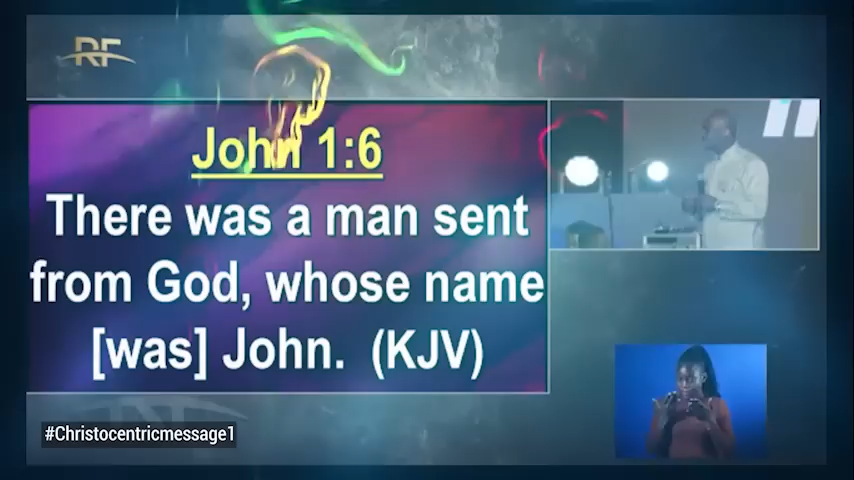 RF
John 1:6
There was a man sent
from God, whose name
[was] John. (KJV)
#Christocentricmessage1